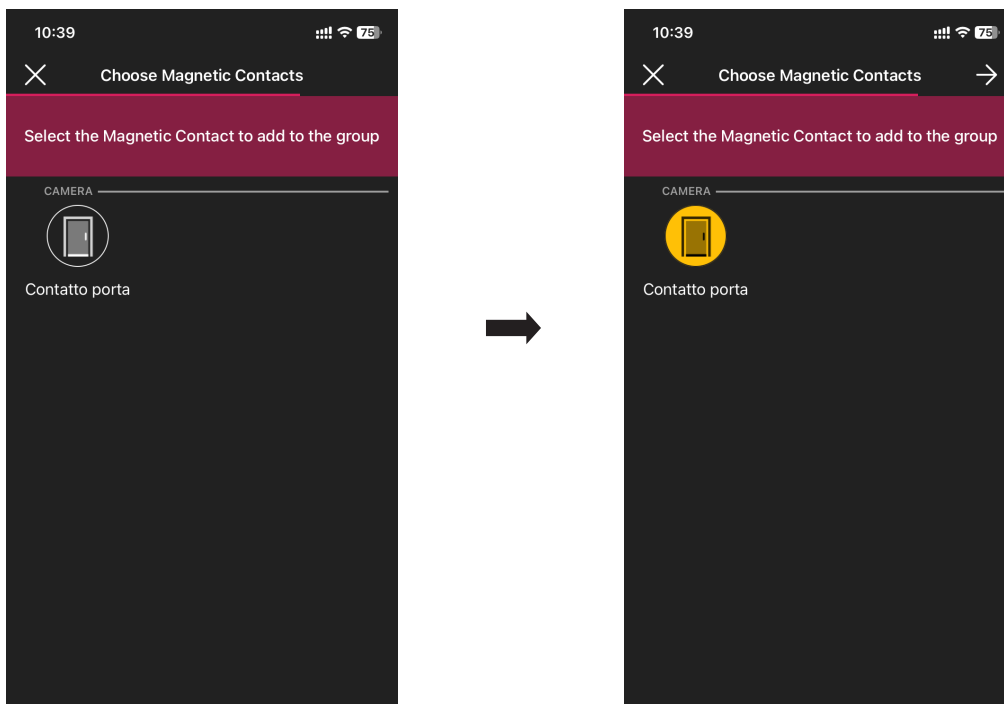 10:39
75
Choose Magnetic Contacts
Select the Magnetic Contact to add to the group
CAMERA
Contatto porta
10:39
75
Choose Magnetic Contacts
Select the Magnetic Contact to add to the group
CAMERA
Contatto porta